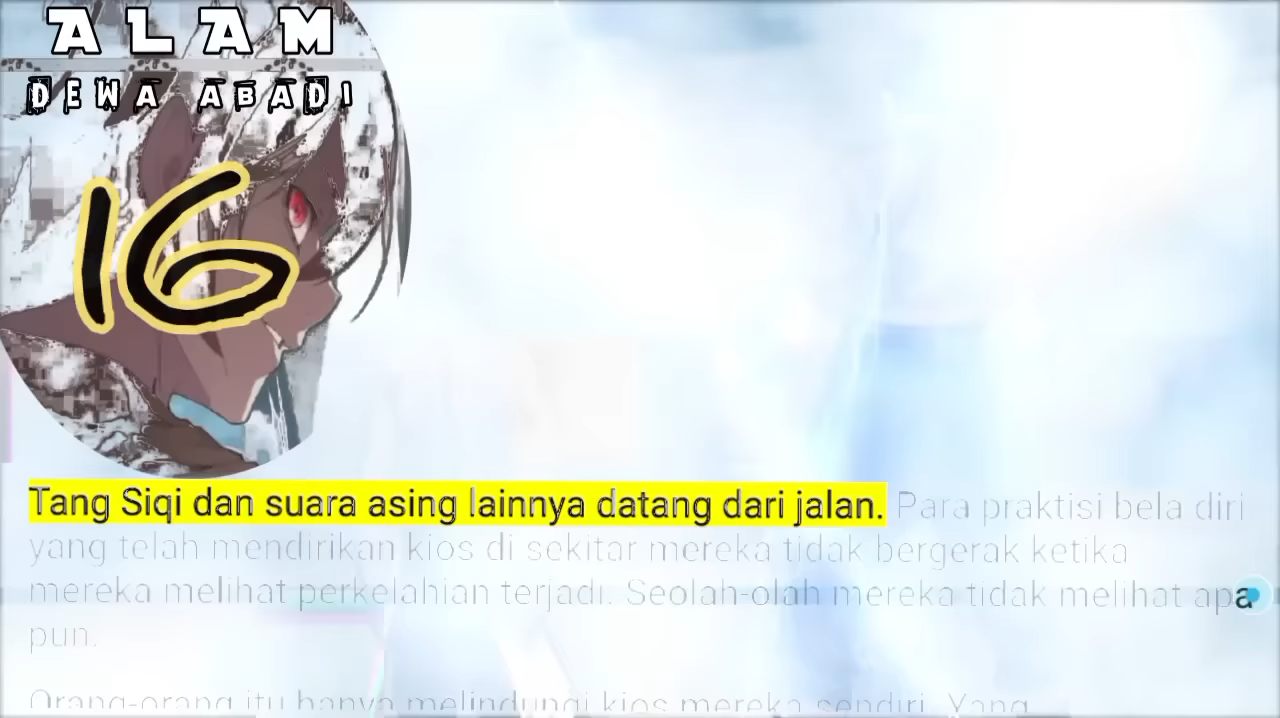 ALAM
DEWA ABADI
16
Tang Siqi dan suara asing lainnya datang dari jalan. Para praktisi bela diri
yang telah mendirikan kios di sekitar mereka tidak bergerak ketika
mereka melihat perkelahian terjadi. Seolah-olah mereka tidak melihat apa
pun.
Orang-orang itu hanya melindungi kios mereka sendiri. Yang